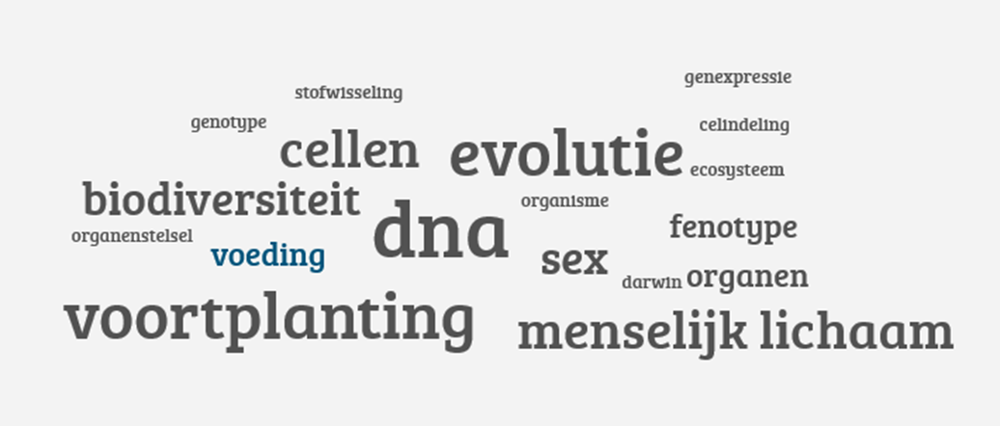 genexpressie
stofwisseling
genotype
celindeling
cellen
evolutie
ecosysteem
biodiversiteit
organisme
dna
fenotype
organenstelsel
voeding
sex
darwin
organen
voortplanting
menselijk lichaam